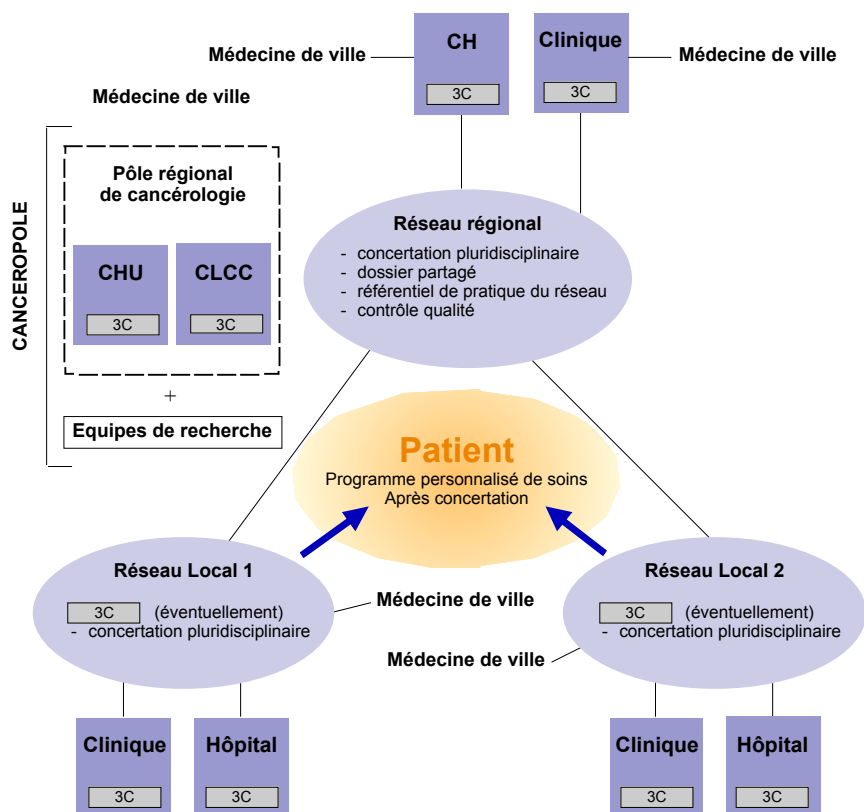 CH
3C
Clinique
3C
Médecine de ville
Médecine de ville
Médecine de ville
CANCEROPOLE
Pôle régional
de cancérologie
CHU
3C
CLCC
3C
+
Equipes de recherche
Réseau régional
- concertation pluridisciplinaire
- dossier partagé
- référentiel de pratique du réseau
- contrôle qualité
Patient
Programme personnalisé de soins
Après concertation
Réseau Local 1
3C (éventuellement)
- concertation pluridisciplinaire
Médecine de ville
Réseau Local 2
3C (éventuellement)
- concertation pluridisciplinaire
Médecine de ville
Clinique
3C
Hôpital
3C
Clinique
3C
Hôpital
3C